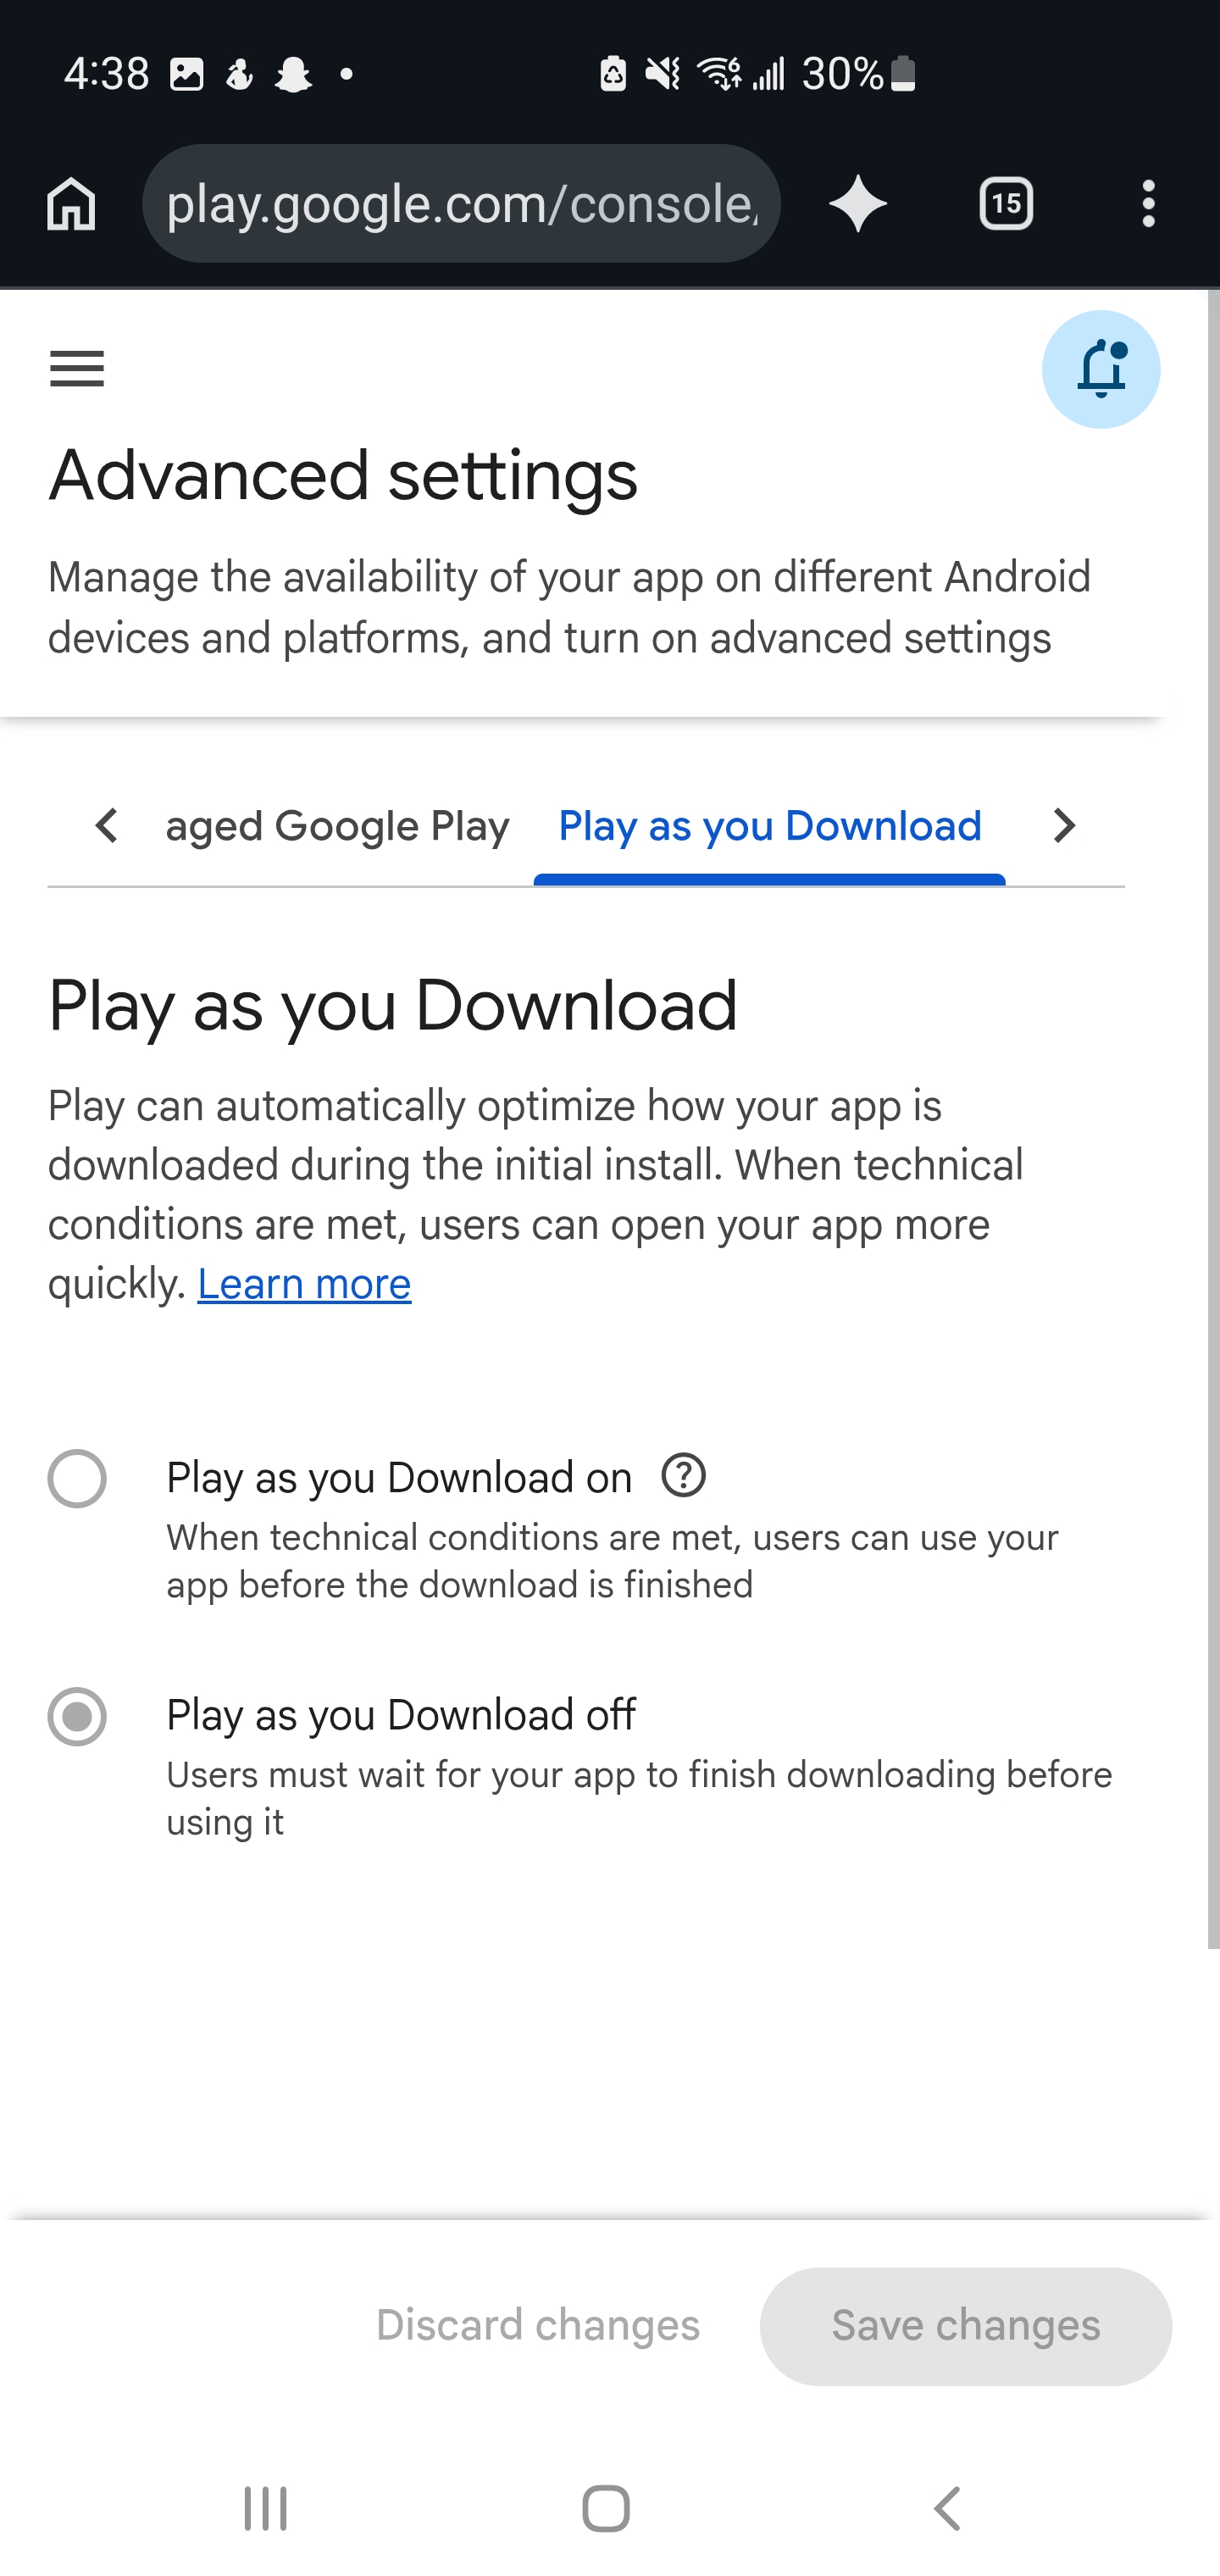 4:38
30%
play.google.com/console/
15
Advanced settings
Manage the availability of your app on different Android
devices and platforms, and turn on advanced settings
aged Google Play
Play as you Download
Play as you Download
Play can automatically optimize how your app is
downloaded during the initial install. When technical
conditions are met, users can open your app more
quickly. Learn more
Play as you Download on
When technical conditions are met, users can use your
app before the download is finished
Play as you Download off
Users must wait for your app to finish downloading before
using it
Discard changes
Save changes